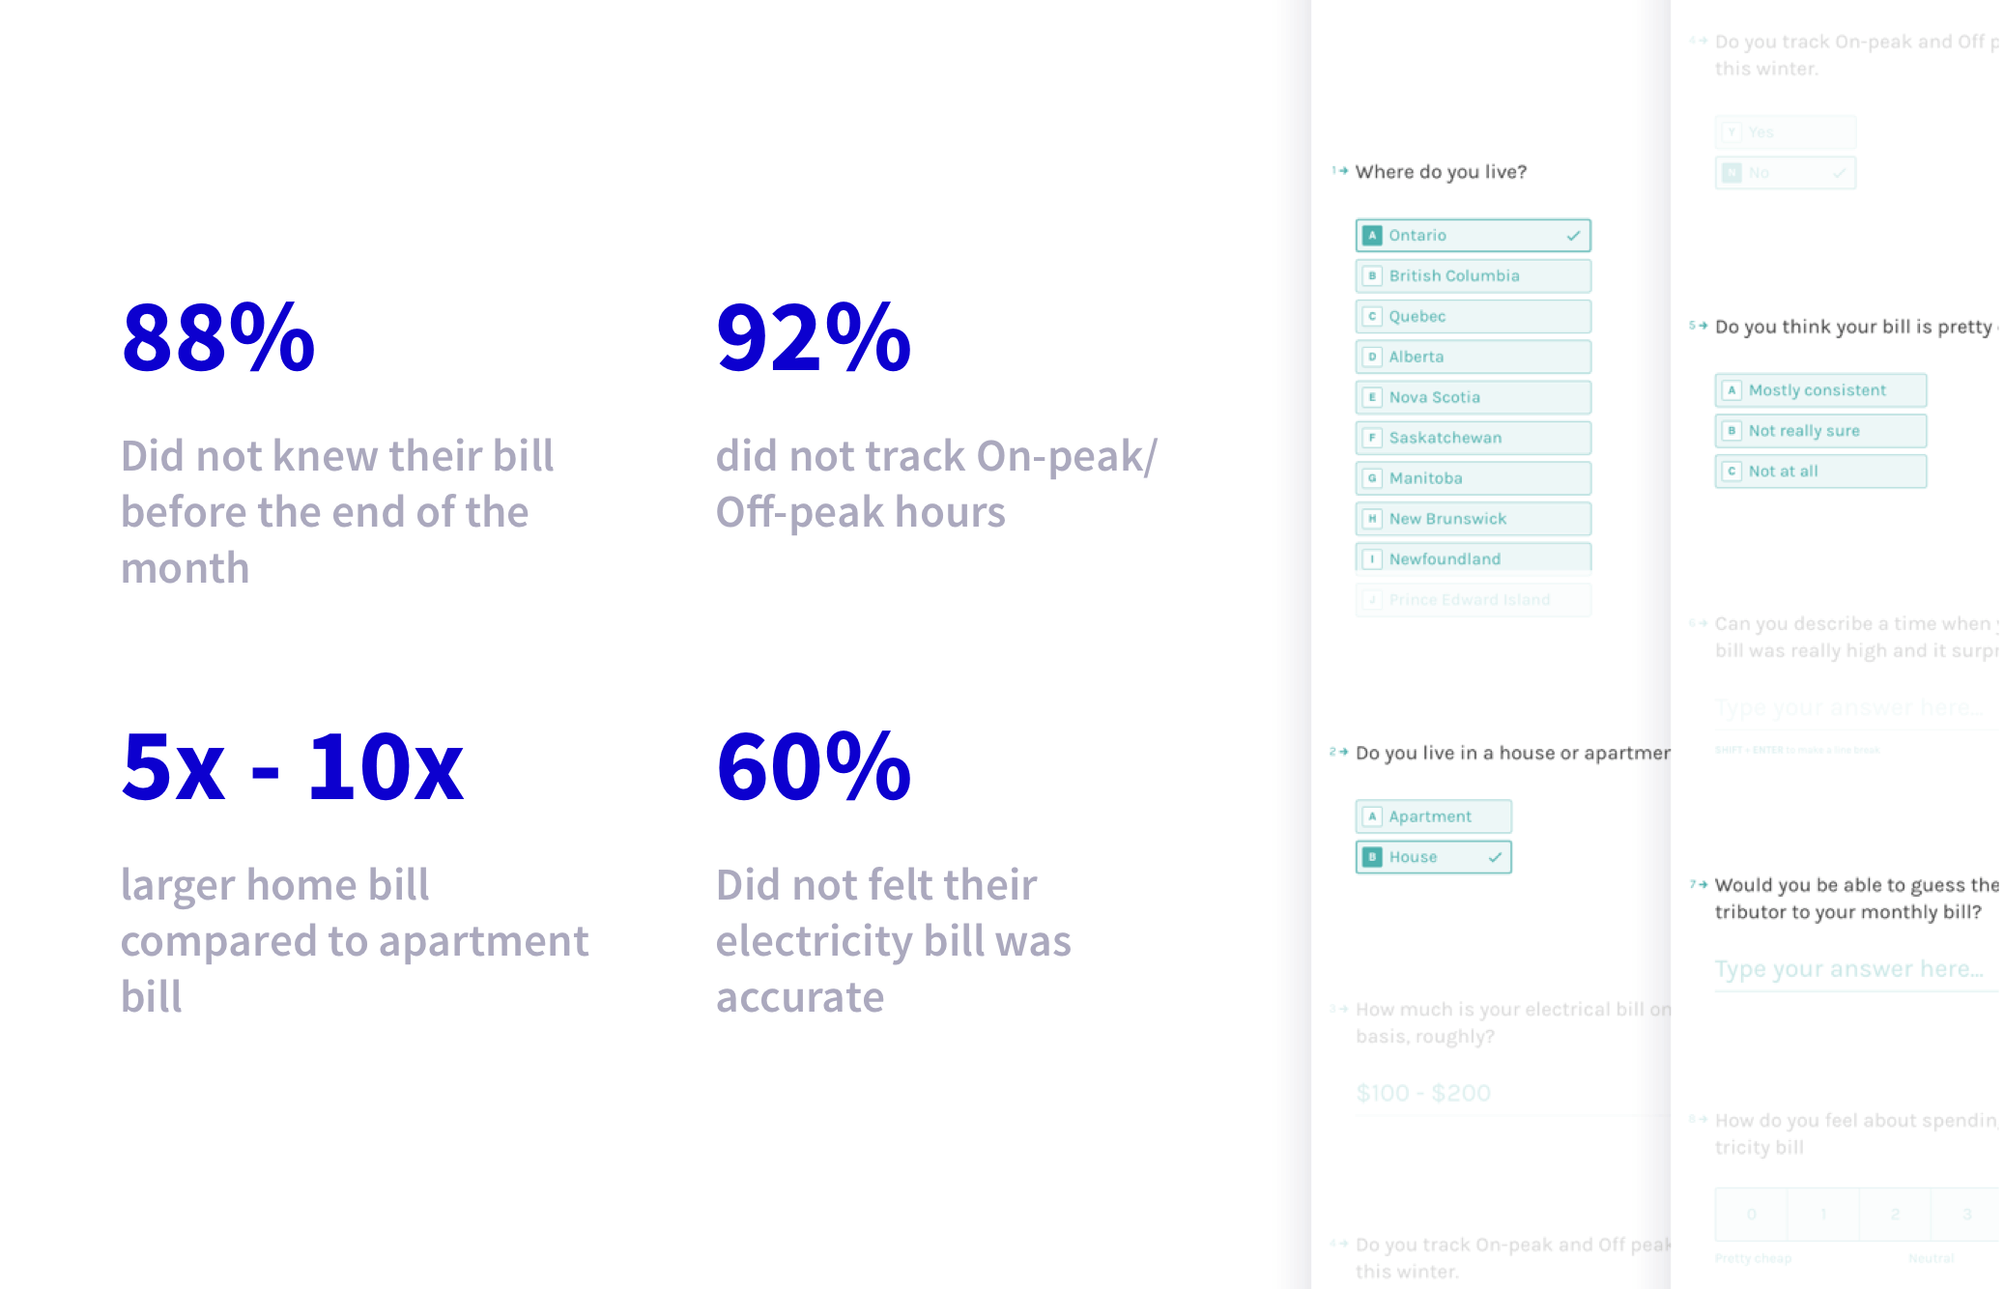 88%
Did not knew their bill
before the end of the
month
92%
did not track On-peak/
Off-peak hours
5x - 10x
larger home bill
compared to apartment
bill
60%
Did not felt their
electricity bill was
accurate
1 Where do you live?
A Ontario
B British Columbia
C Quebec
D Alberta
E Nova Scotia
F Saskatchewan
G Manitoba
H New Brunswick
I Newfoundland
J Prince Edward Island
2 Do you live in a house or
A Apartment
B House
3 How much is your electrical bill on
basis, roughly?
$100 - $200
4 Do you track On-peak and Off peak
this winter.
4 Do you track On-peak and Off
this winter.
Y Yes
N No
5 Do you think your bill is pretty
A Mostly consistent
B Not really sure
C Not at all
6 Can you describe a time when
bill was really high and it
Type your answer here...
SHIFT + ENTER to make a line break
7 Would you be able to guess the
tributor to your monthly bill?
Type your answer here...
8 How do you feel about
tricity bill
0 1 2 3
Pretty cheap Neutral